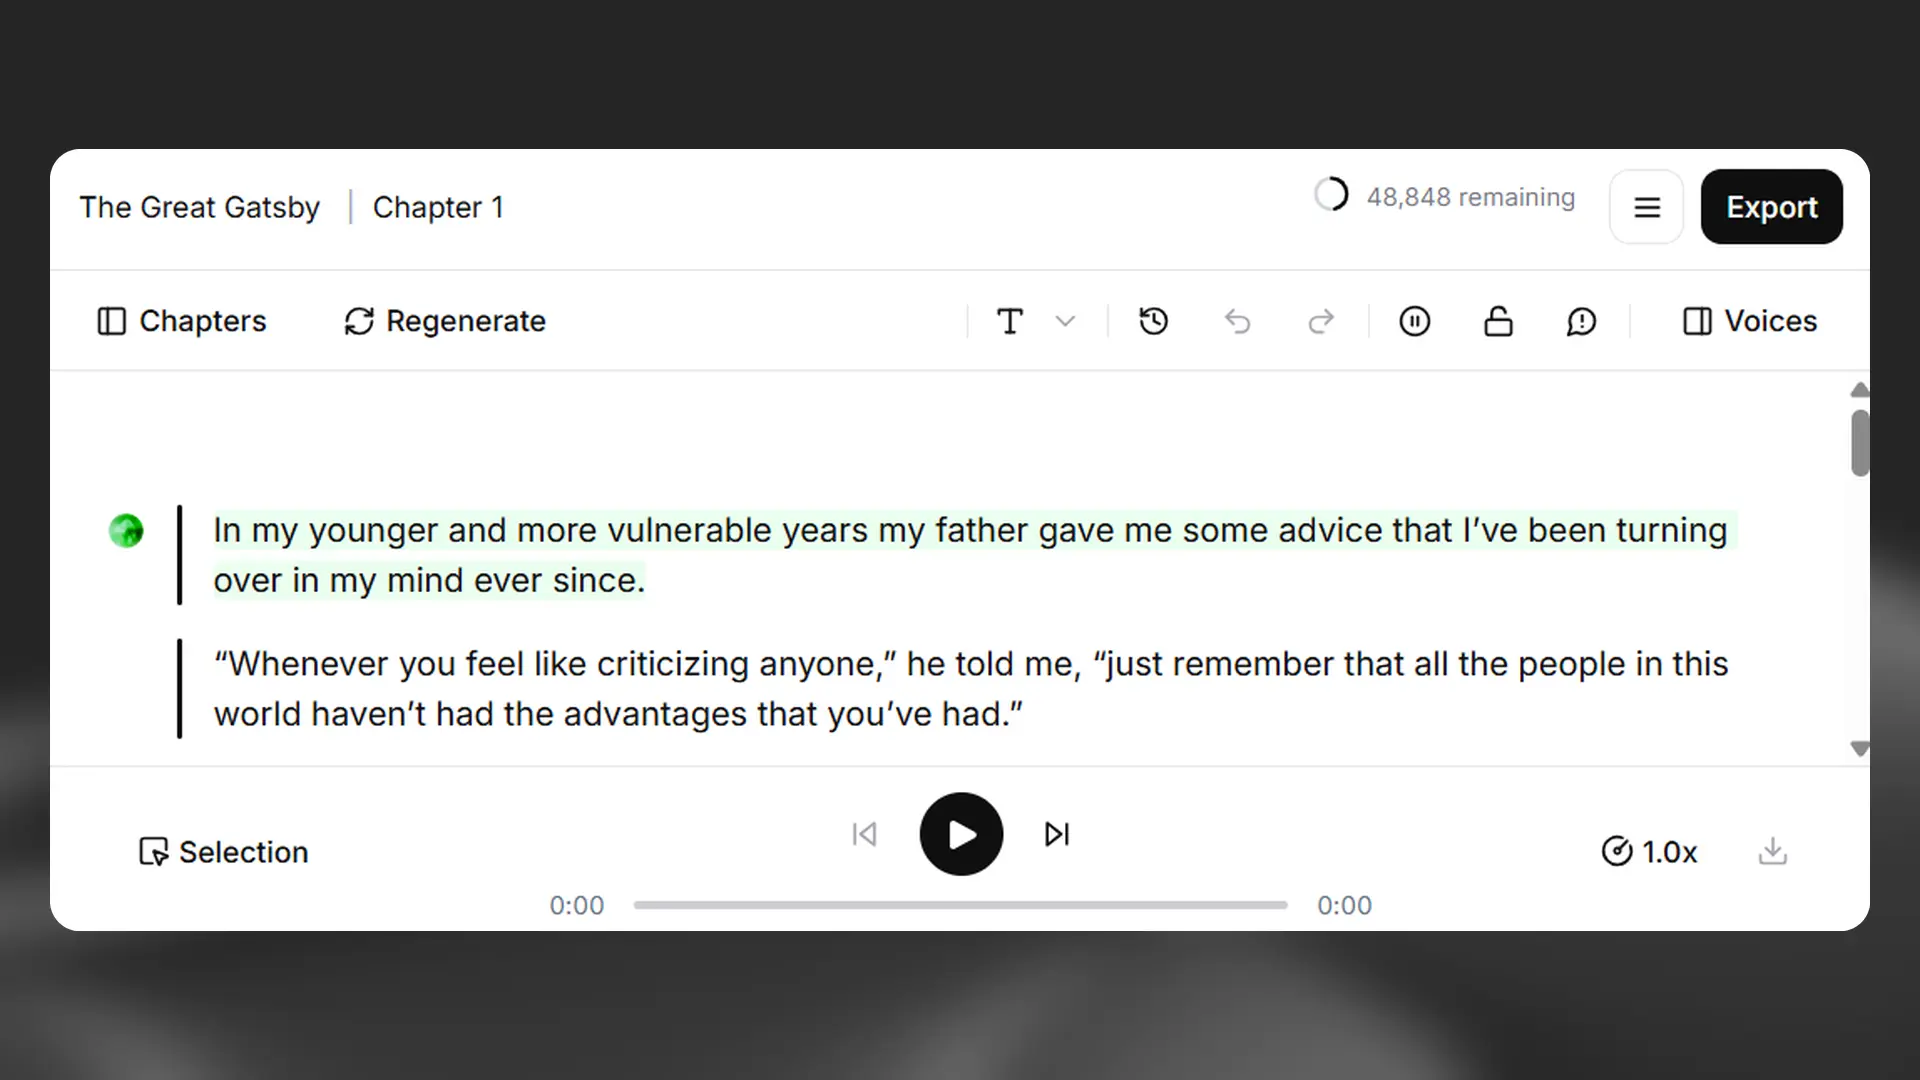 The Great Gatsby | Chapter 1
48,848 remaining
Export
Chapters
Regenerate
Voices
In my younger and more vulnerable years my father gave me some advice that I’ve been turning
over in my mind ever since.
“Whenever you feel like criticizing anyone,” he told me, “just remember that all the people in this
world haven’t had the advantages that you’ve had.”
Selection
1.0x
0:00
0:00